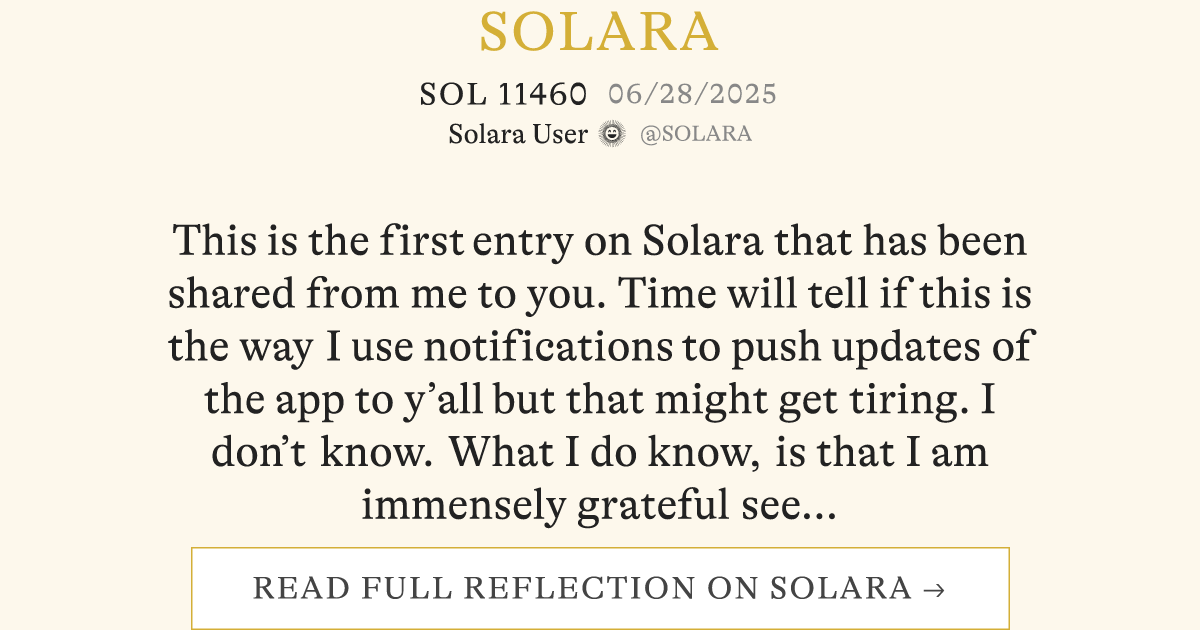 SOLARA
SOL 11460 06/28/2025
Solara User @SOLARA
This is the first entry on Solara that has been
shared from me to you. Time will tell if this is
the way I use notifications to push updates of
the app to y’all but that might get tiring. I
don’t know. What I do know, is that I am
immensely grateful see...
READ FULL REFLECTION ON SOLARA →